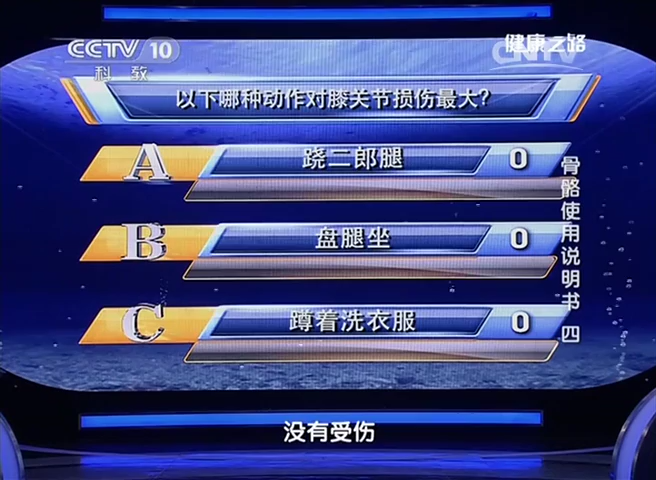 CCTV 10
科教
健康之路
CNTV
以下哪种动作对膝关节损伤最大?
A 跷二郎腿 0
B 盘腿坐 0
C 蹲着洗衣服 0
骨骼使用说明书 四
没有受伤